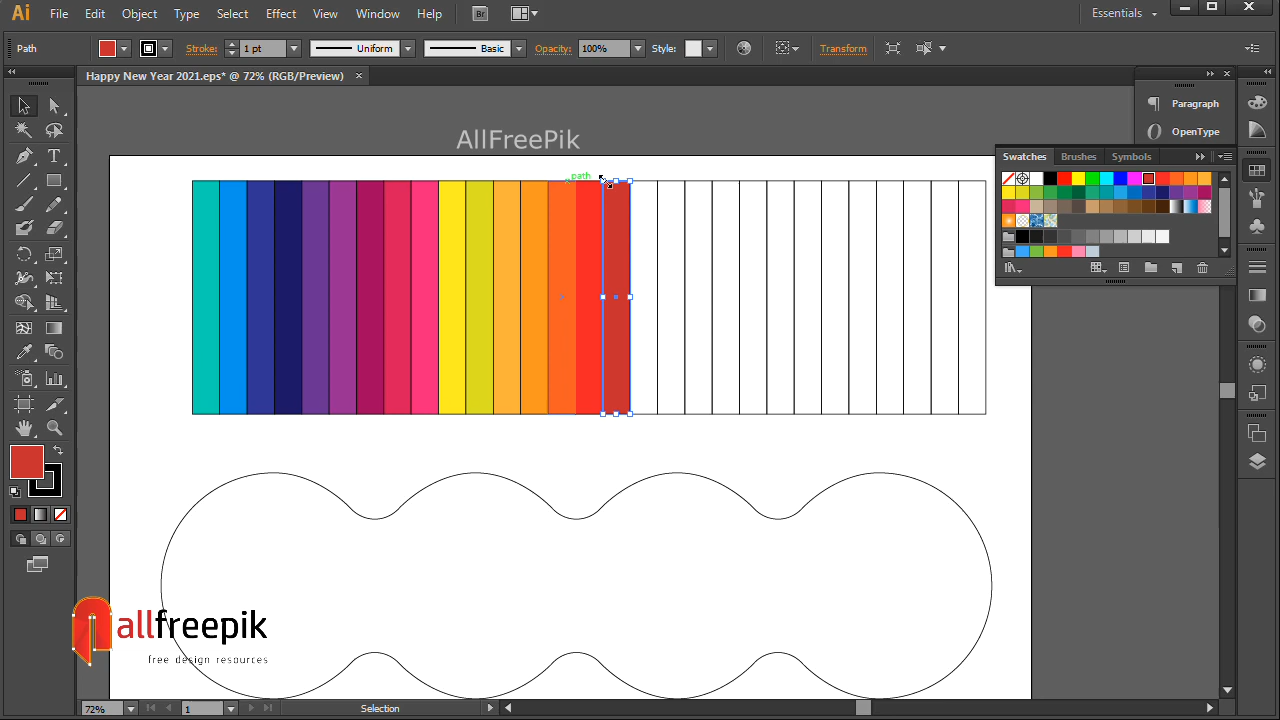 Ai File Edit Object Type Select Effect View Window Help Br Essentials
Path Stroke: 1 pt Uniform Basic Opacity: 100% Style: Transform
Happy New Year 2021.eps* @ 72% (RGB/Preview)
Paragraph
OpenType
AllFreePik
Swatches Brushes Symbols
path
allfreepik
free design resources
72% 1 Selection